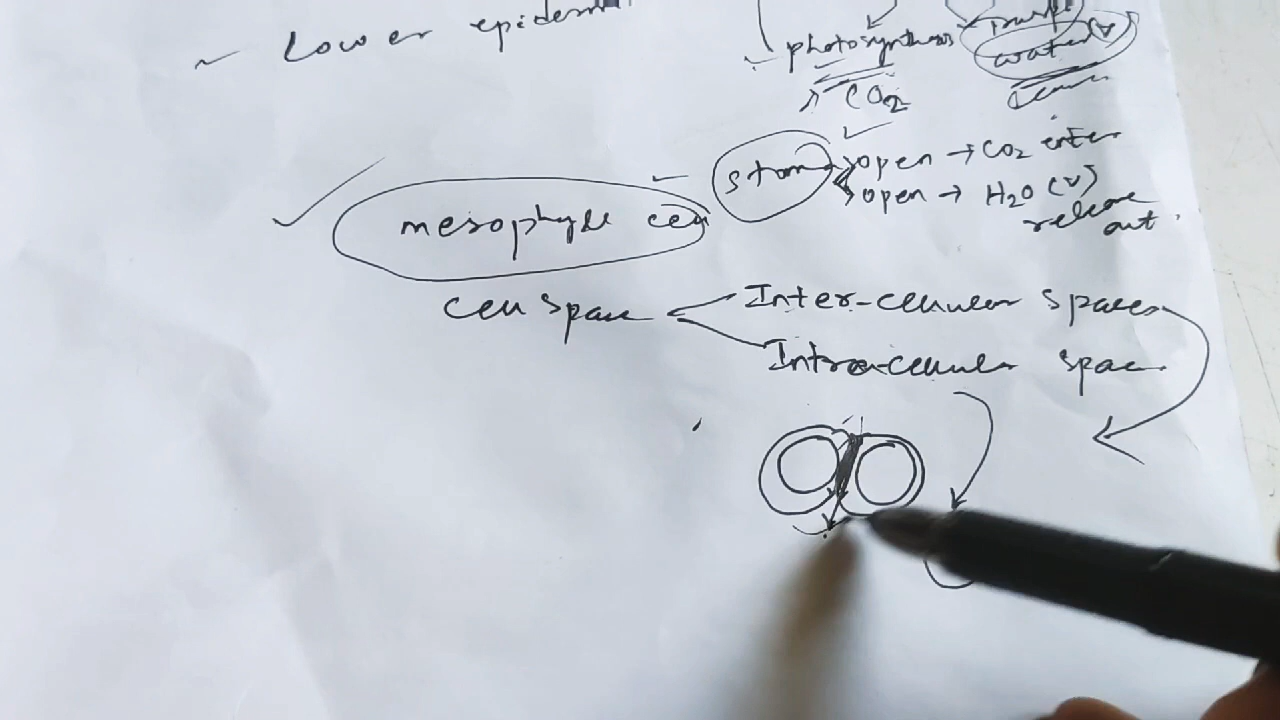 Lower epiderm
photosynthesis
water (v)
CO2
stom open → CO2 enter
open → H2O (v)
release
out
mesophyll cell
cell space
Inter-cellular spaces
Intra-cellular space